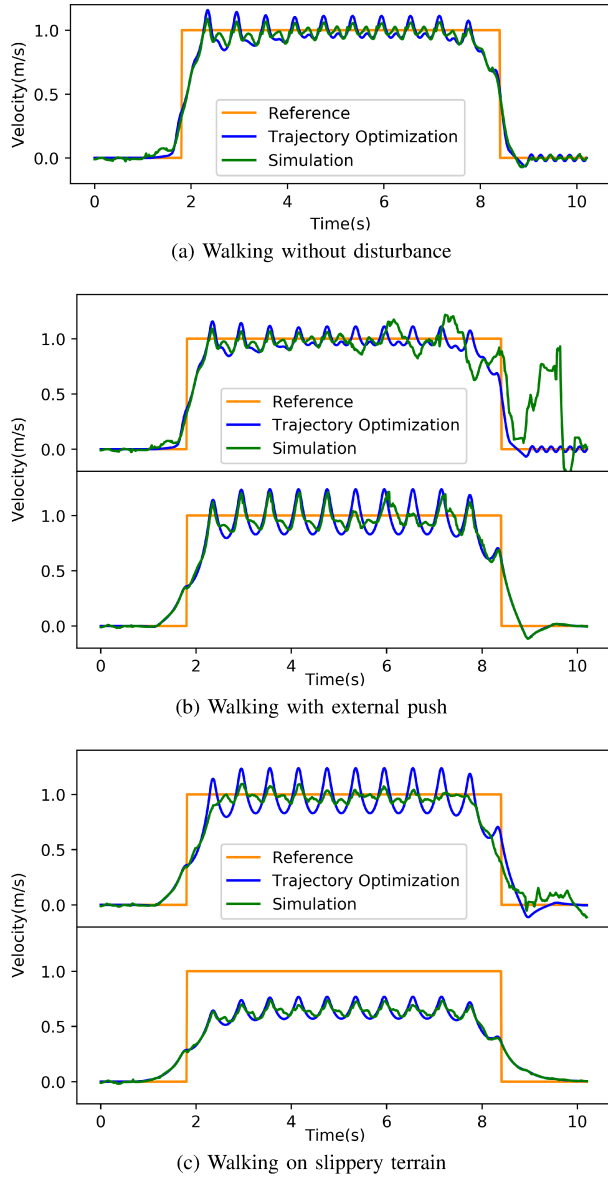 1.0
0.5
0.0
Velocity(m/s)
Reference
Trajectory Optimization
Simulation
0 2 4 6 8 10
Time(s)
(a) Walking without disturbance
1.0
0.5
0.0
Velocity(m/s)
Reference
Trajectory Optimization
Simulation
1.0
0.5
0.0
0 2 4 6 8 10
Time(s)
(b) Walking with external push
1.0
0.5
0.0
Velocity(m/s)
Reference
Trajectory Optimization
Simulation
1.0
0.5
0.0
0 2 4 6 8 10
Time(s)
(c) Walking on slippery terrain